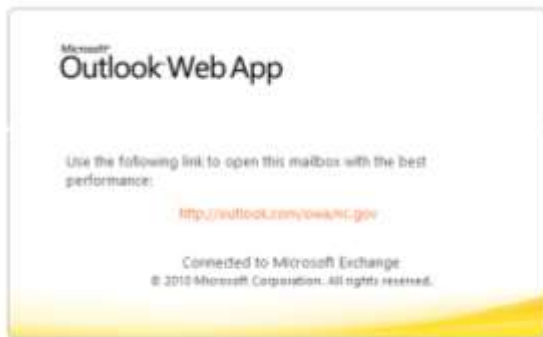 Microsoft®
Outlook Web App
Use the following link to open this mailbox with the best
performance:
http://outlook.com/owa/nc.gov
Connected to Microsoft Exchange
© 2010 Microsoft Corporation. All rights reserved.